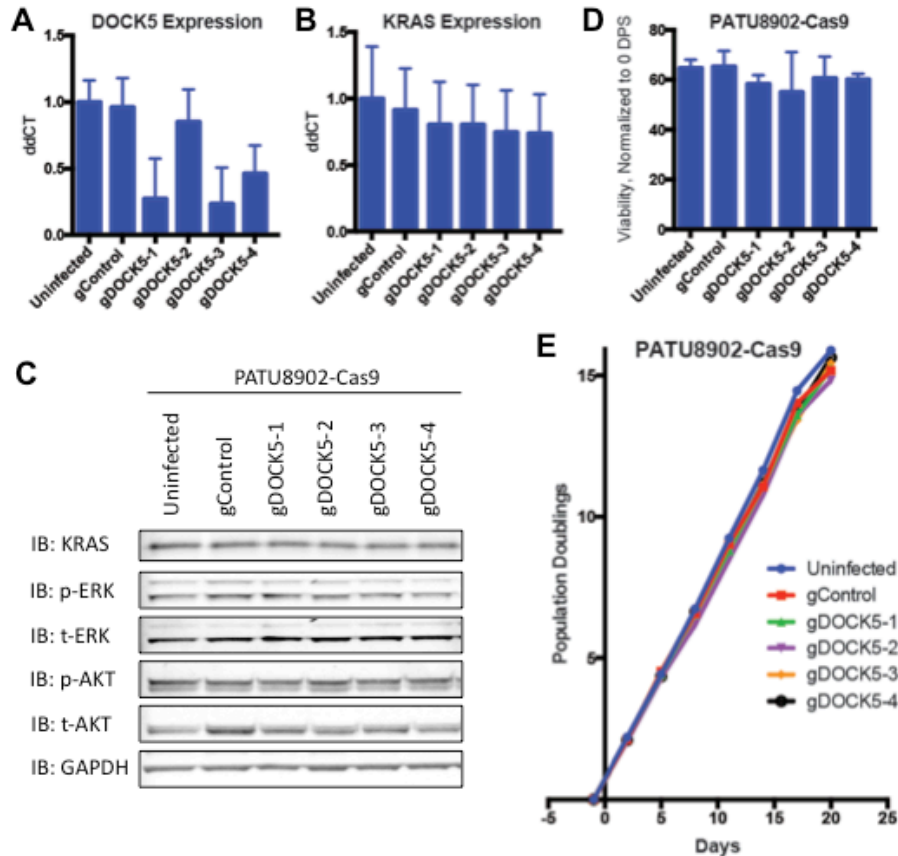 A
DOCK5 Expression
ddCT
1.5
1.0
0.5
0.0
Uninfected
gControl
gDOCK5-1
gDOCK5-2
gDOCK5-3
gDOCK5-4
B
KRAS Expression
ddCT
1.5
1.0
0.5
0.0
Uninfected
gControl
gDOCK5-1
gDOCK5-2
gDOCK5-3
gDOCK5-4
D
PATU8902-Cas9
Viability, Normalized to 0 DPS
80
60
40
20
0
Uninfected
gControl
gDOCK5-1
gDOCK5-2
gDOCK5-3
gDOCK5-4
C
PATU8902-Cas9
Uninfected
gControl
gDOCK5-1
gDOCK5-2
gDOCK5-3
gDOCK5-4
IB: KRAS
IB: p-ERK
IB: t-ERK
IB: p-AKT
IB: t-AKT
IB: GAPDH
E
PATU8902-Cas9
Population Doublings
15
10
5
Uninfected
gControl
gDOCK5-1
gDOCK5-2
gDOCK5-3
gDOCK5-4
-5
0
5
10
15
20
25
Days